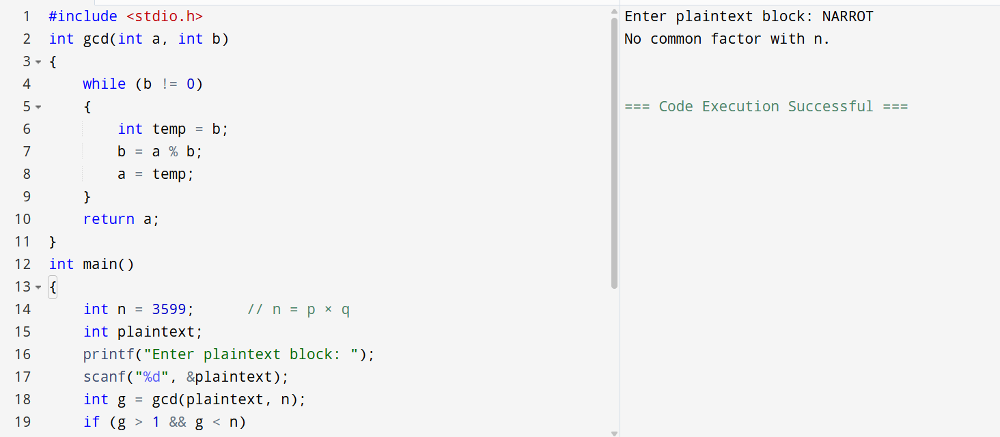 1 #include <stdio.h>
2 int gcd(int a, int b)
3 {
4     while (b != 0)
5     {
6         int temp = b;
7         b = a % b;
8         a = temp;
9     }
10     return a;
11 }
12 int main()
13 {
14     int n = 3599;      // n = p × q
15     int plaintext;
16     printf("Enter plaintext block: ");
17     scanf("%d", &plaintext);
18     int g = gcd(plaintext, n);
19     if (g > 1 && g < n)
Enter plaintext block: NARROT
No common factor with n.
=== Code Execution Successful ===